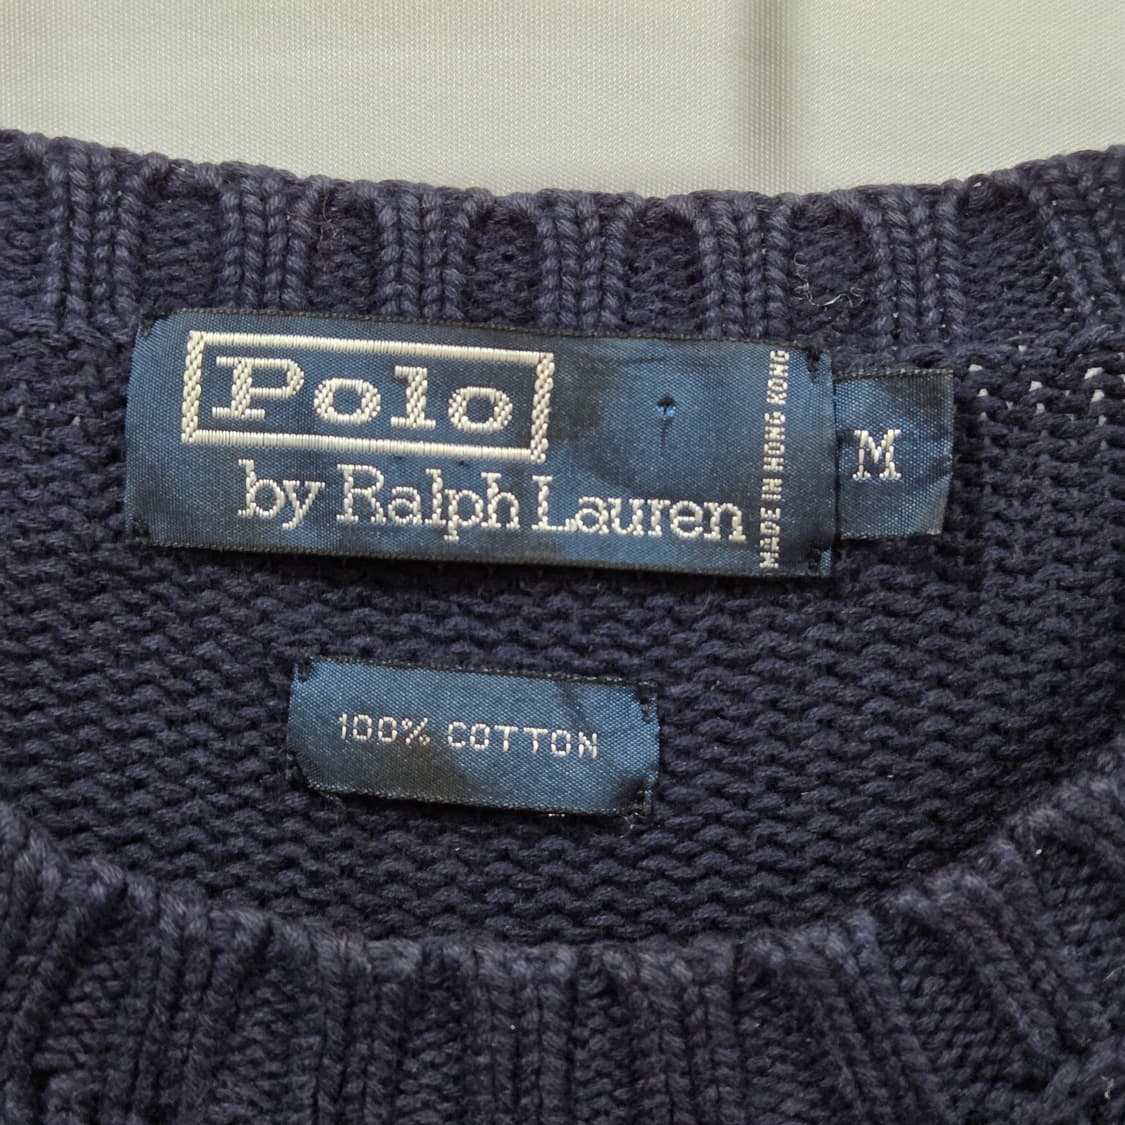 Polo
by Ralph Lauren
MADE IN HONG KONG
M
100% COTTON